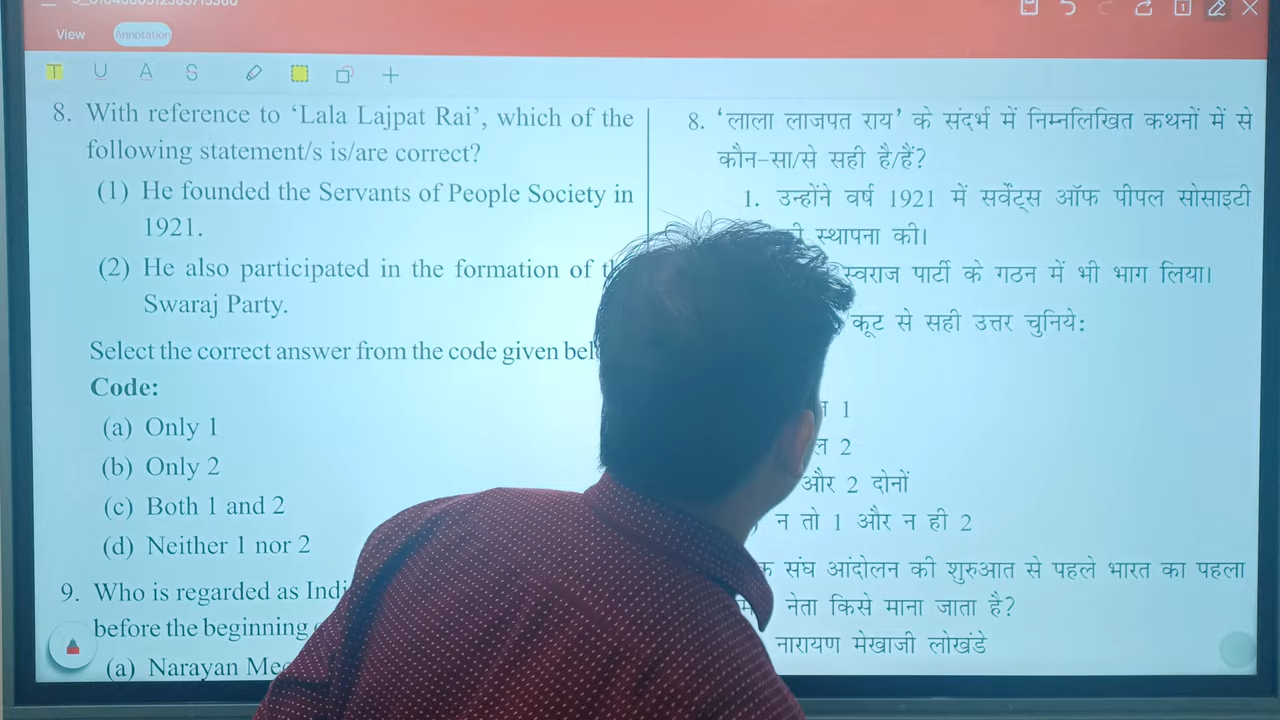 View Annotation
T U A S
8. With reference to ‘Lala Lajpat Rai’, which of the
following statement/s is/are correct?
(1) He founded the Servants of People Society in
1921.
(2) He also participated in the formation of
Swaraj Party.
Select the correct answer from the code given
Code:
(a) Only 1
(b) Only 2
(c) Both 1 and 2
(d) Neither 1 nor 2
9. Who is regarded as
before the beginning
(a) Narayan
8. ‘लाला लाजपत राय’ के संदर्भ में निम्नलिखित कथनों में से
कौन-सा/से सही है/हैं?
1. उन्होंने वर्ष 1921 में सर्वेंट्स ऑफ पीपल सोसाइटी
स्थापना की।
स्वराज पार्टी के गठन में भी भाग लिया।
कूट से सही उत्तर चुनिये:
1
2
और 2 दोनों
न तो 1 और न ही 2
संघ आंदोलन की शुरुआत से पहले भारत का पहला
नेता किसे माना जाता है?
नारायण मेखाजी लोखंडे